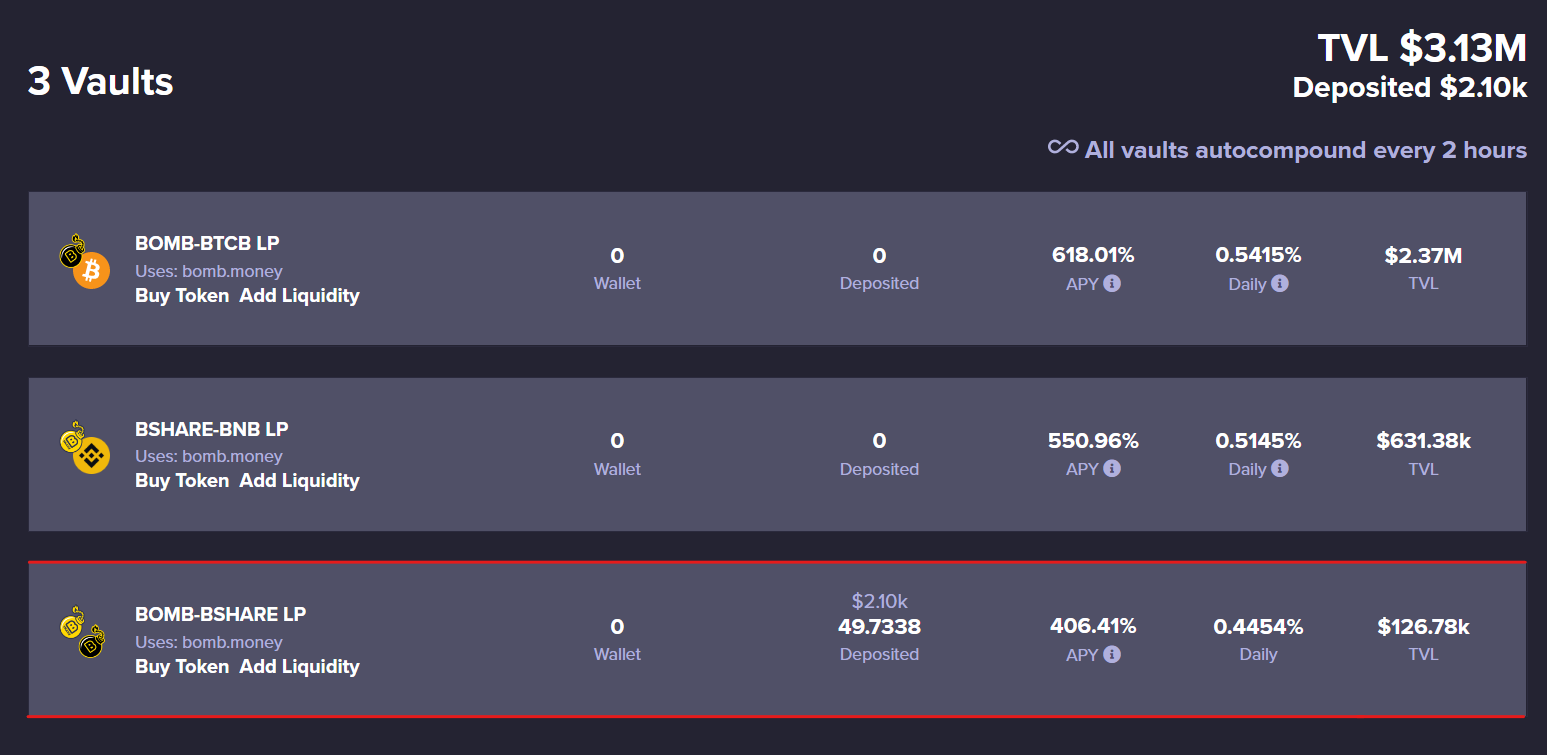 3 Vaults
TVL $3.13M
Deposited $2.10k
All vaults autocompound every 2 hours
BOMB-BTCB LP
Uses: bomb.money
Buy Token Add Liquidity
0
Wallet
0
Deposited
618.01%
APY
0.5415%
Daily
$2.37M
TVL
BSHARE-BNB LP
Uses: bomb.money
Buy Token Add Liquidity
0
Wallet
0
Deposited
550.96%
APY
0.5145%
Daily
$631.38k
TVL
BOMB-BSHARE LP
Uses: bomb.money
Buy Token Add Liquidity
0
Wallet
$2.10k
49.7338
Deposited
406.41%
APY
0.4454%
Daily
$126.78k
TVL